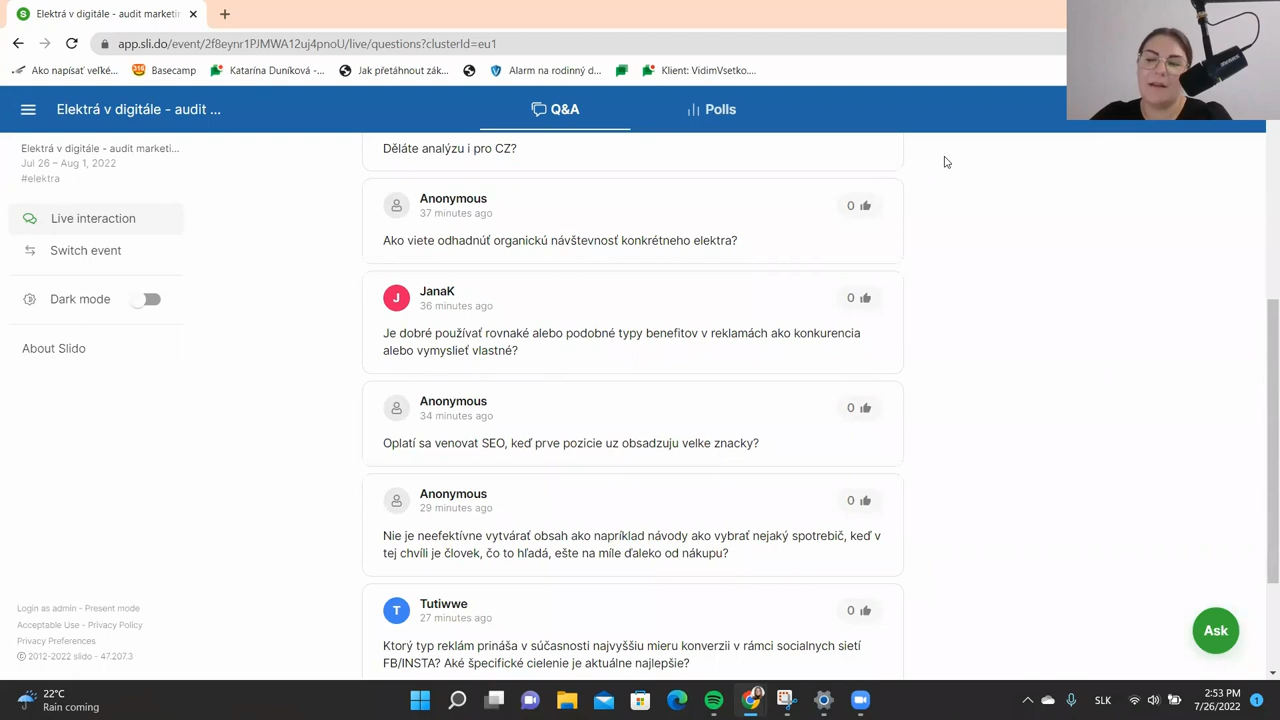 Elektrá v digitále - audit marketin
app.sli.do/event/2f8eynr1PJMWA12uj4pnoU/live/questions?clusterId=eu1
Ako napísať veľké...
Basecamp
Katarína Duníková -...
Jak přetáhnout zák...
Alarm na rodinný d...
Klient: VidimVsetko...
Elektrá v digitále - audit ...
Q&A
Polls
Elektrá v digitále - audit marketi...
Jul 26 – Aug 1, 2022
#elektra
Live interaction
Switch event
Dark mode
About Slido
Login as admin - Present mode
Acceptable Use - Privacy Policy
Privacy Preferences
© 2012-2022 slido - 47.207.3
Děláte analýzu i pro CZ?
Anonymous
0
37 minutes ago
Ako viete odhadnúť organickú návštevnosť konkrétneho elektra?
J
JanaK
0
36 minutes ago
Je dobré používať rovnaké alebo podobné typy benefitov v reklamách ako konkurencia
alebo vymyslieť vlastné?
Anonymous
0
34 minutes ago
Oplatí sa venovat SEO, keď prve pozicie uz obsadzuju velke znacky?
Anonymous
0
29 minutes ago
Nie je neefektívne vytvárať obsah ako napríklad návody ako vybrať nejaký spotrebič, keď v
tej chvíli je človek, čo to hľadá, ešte na míle ďaleko od nákupu?
T
Tutiwwe
0
27 minutes ago
Ktorý typ reklám prináša v súčasnosti najvyššiu mieru konverzii v rámci socialnych sietí
FB/INSTA? Aké špecifické cielenie je aktuálne najlepšie?
Ask
22°C
Rain coming
SLK
2:53 PM
7/26/2022
1